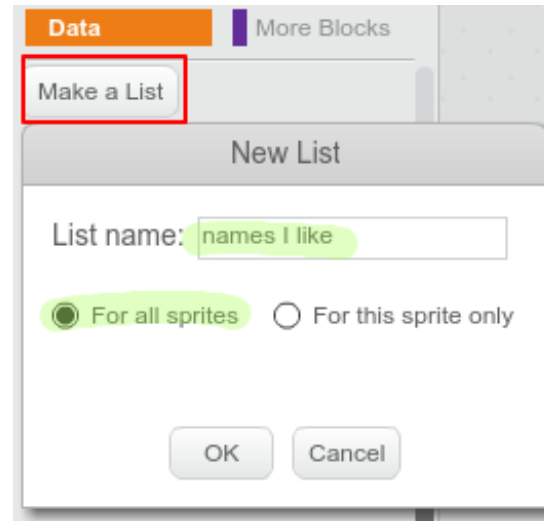 Data More Blocks
Make a List
New List
List name: names I like
For all sprites For this sprite only
OK Cancel